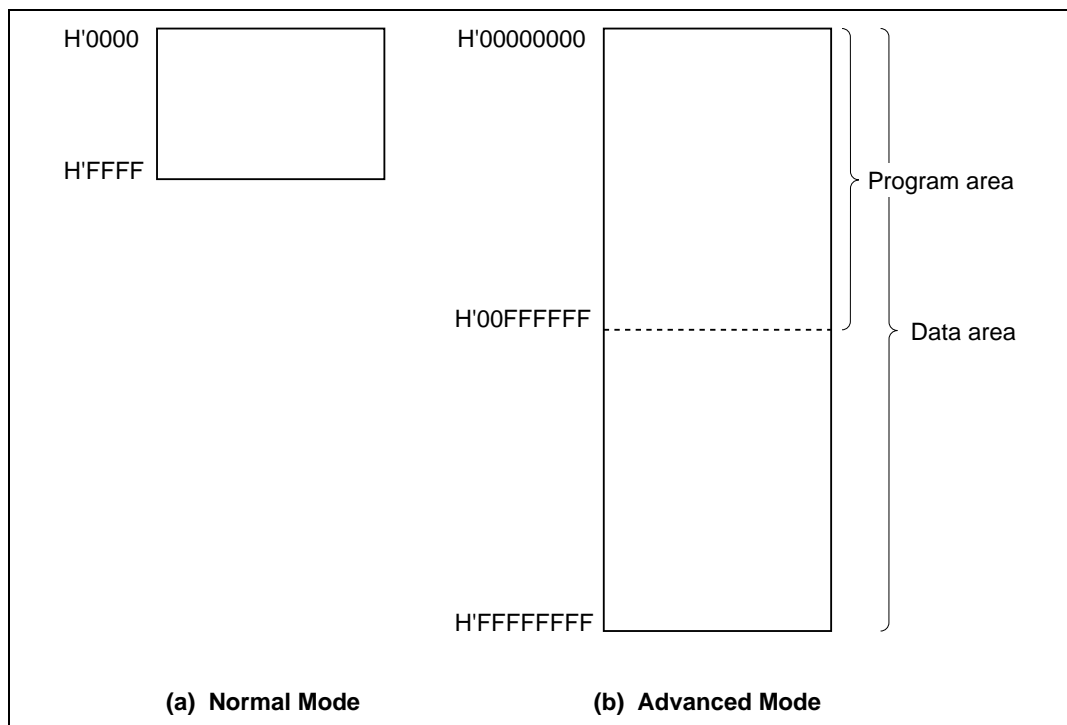 H'0000
H'FFFF
H'00000000
H'00FFFFFF
H'FFFFFFFF
Program area
Data area
(a) Normal Mode
(b) Advanced Mode